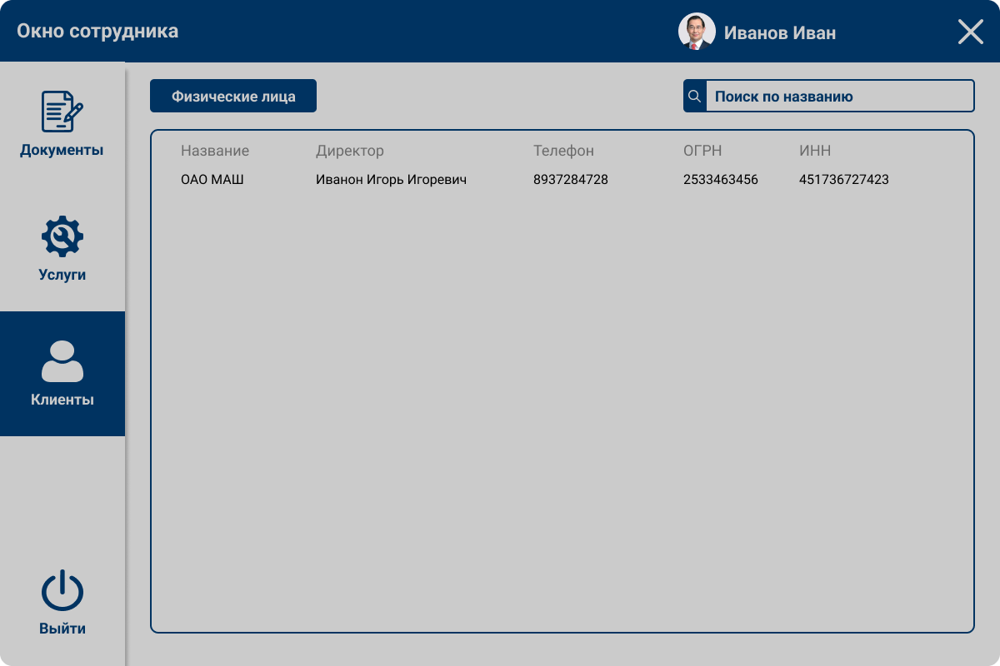 Окно сотрудника
Иванов Иван
Документы
Услуги
Клиенты
Выйти
Физические лица
Поиск по названию
Название Директор Телефон ОГРН ИНН
ОАО МАШ Иванон Игорь Игоревич 8937284728 2533463456 451736727423